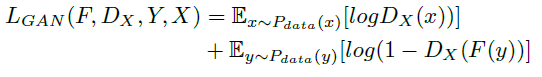 L_{GAN}(F, D_X, Y, X) = \mathbb{E}_{x \sim P_{data}(x)}[log D_X(x))]
+ \mathbb{E}_{y \sim P_{data}(y)}[log(1 - D_X(F(y))]